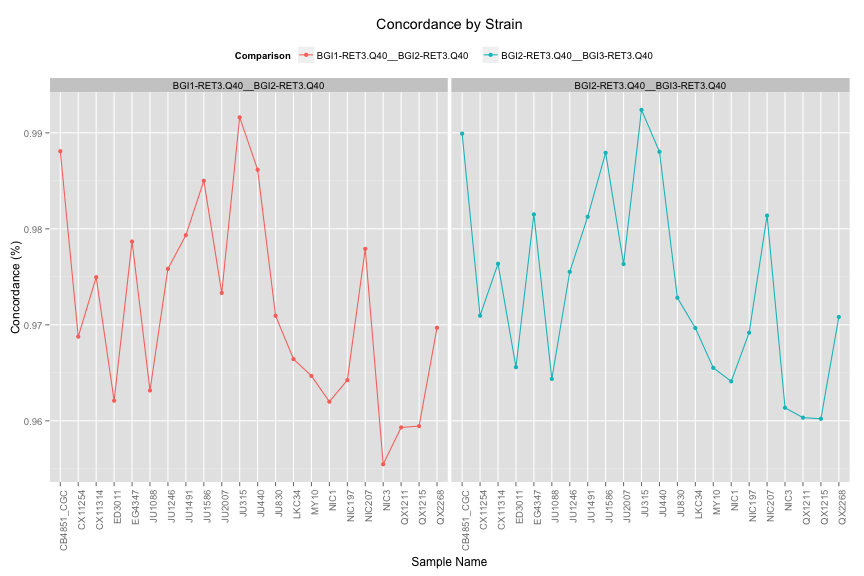 Concordance by Strain
Comparison BGI1-RET3.Q40__BGI2-RET3.Q40 BGI2-RET3.Q40__BGI3-RET3.Q40
BGI1-RET3.Q40__BGI2-RET3.Q40 BGI2-RET3.Q40__BGI3-RET3.Q40
Concordance (%)
0.99
0.98
0.97
0.96
CB4851_CGC CX11254 CX11314 ED3011 EG4347 JU1088 JU1246 JU1491 JU1586 JU2007 JU315 JU440 JU830 LKC34 MY10 NIC1 NIC197 NIC207 NIC3 QX1211 QX1215 QX2268 CB4851_CGC CX11254 CX11314 ED3011 EG4347 JU1088 JU1246 JU1491 JU1586 JU2007 JU315 JU440 JU830 LKC34 MY10 NIC1 NIC197 NIC207 NIC3 QX1211 QX1215 QX2268
Sample Name